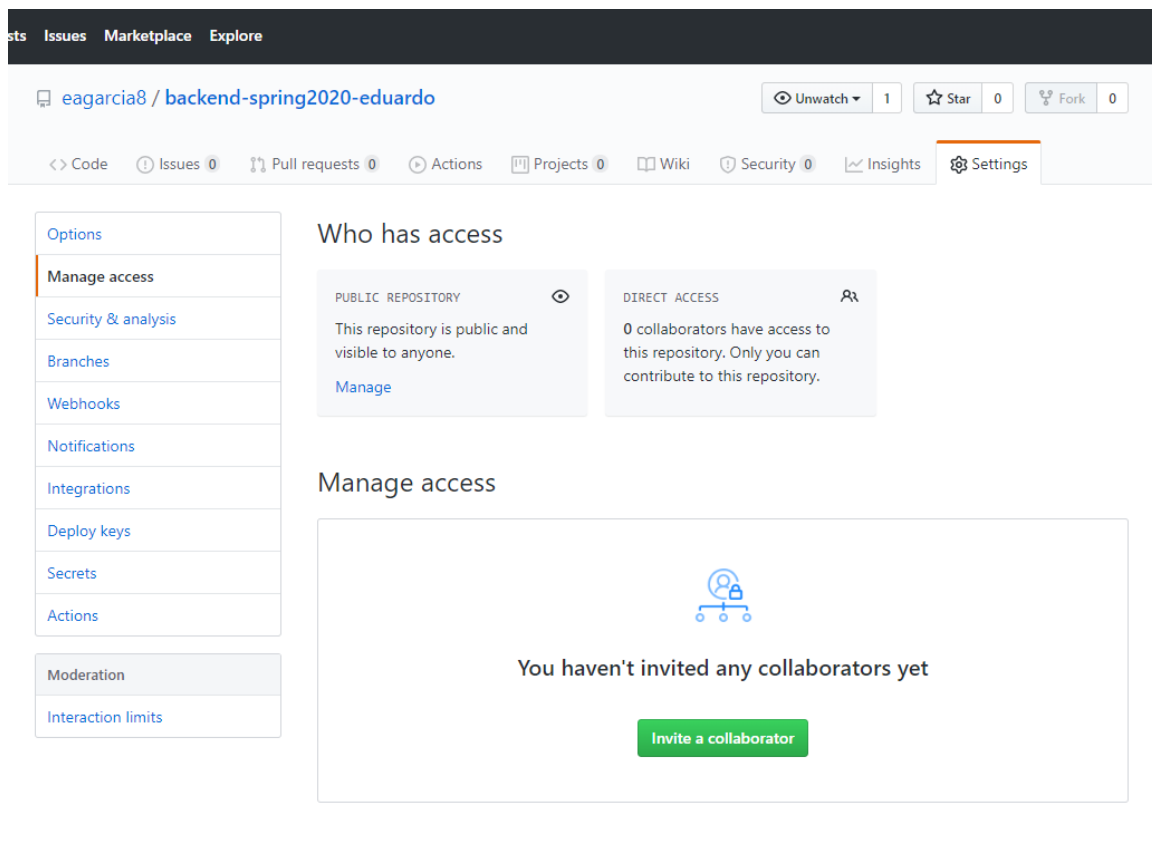 sts Issues Marketplace Explore
eagarcia8 / backend-spring2020-eduardo
Unwatch 1 Star 0 Fork 0
Code Issues 0 Pull requests 0 Actions Projects 0 Wiki Security 0 Insights Settings
Options
Manage access
Security & analysis
Branches
Webhooks
Notifications
Integrations
Deploy keys
Secrets
Actions
Moderation
Interaction limits
Who has access
PUBLIC REPOSITORY
This repository is public and
visible to anyone.
Manage
DIRECT ACCESS
0 collaborators have access to
this repository. Only you can
contribute to this repository.
Manage access
You haven't invited any collaborators yet
Invite a collaborator